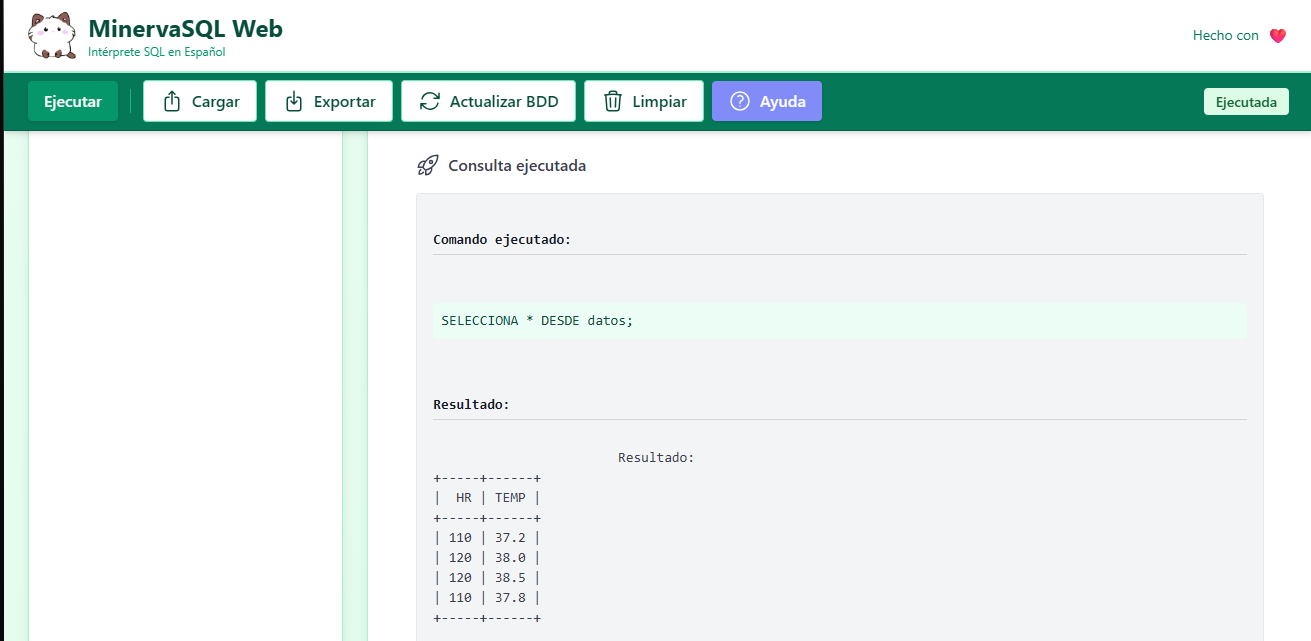 MinervaSQL Web
Intérprete SQL en Español
Hecho con
Ejecutar
Cargar
Exportar
Actualizar BDD
Limpiar
Ayuda
Ejecutada
Consulta ejecutada
Comando ejecutado:
SELECCIONA * DESDE datos;
Resultado:
Resultado:
+-----+------+
|  HR | TEMP |
+-----+------+
| 110 | 37.2 |
| 120 | 38.0 |
| 120 | 38.5 |
| 110 | 37.8 |
+-----+------+